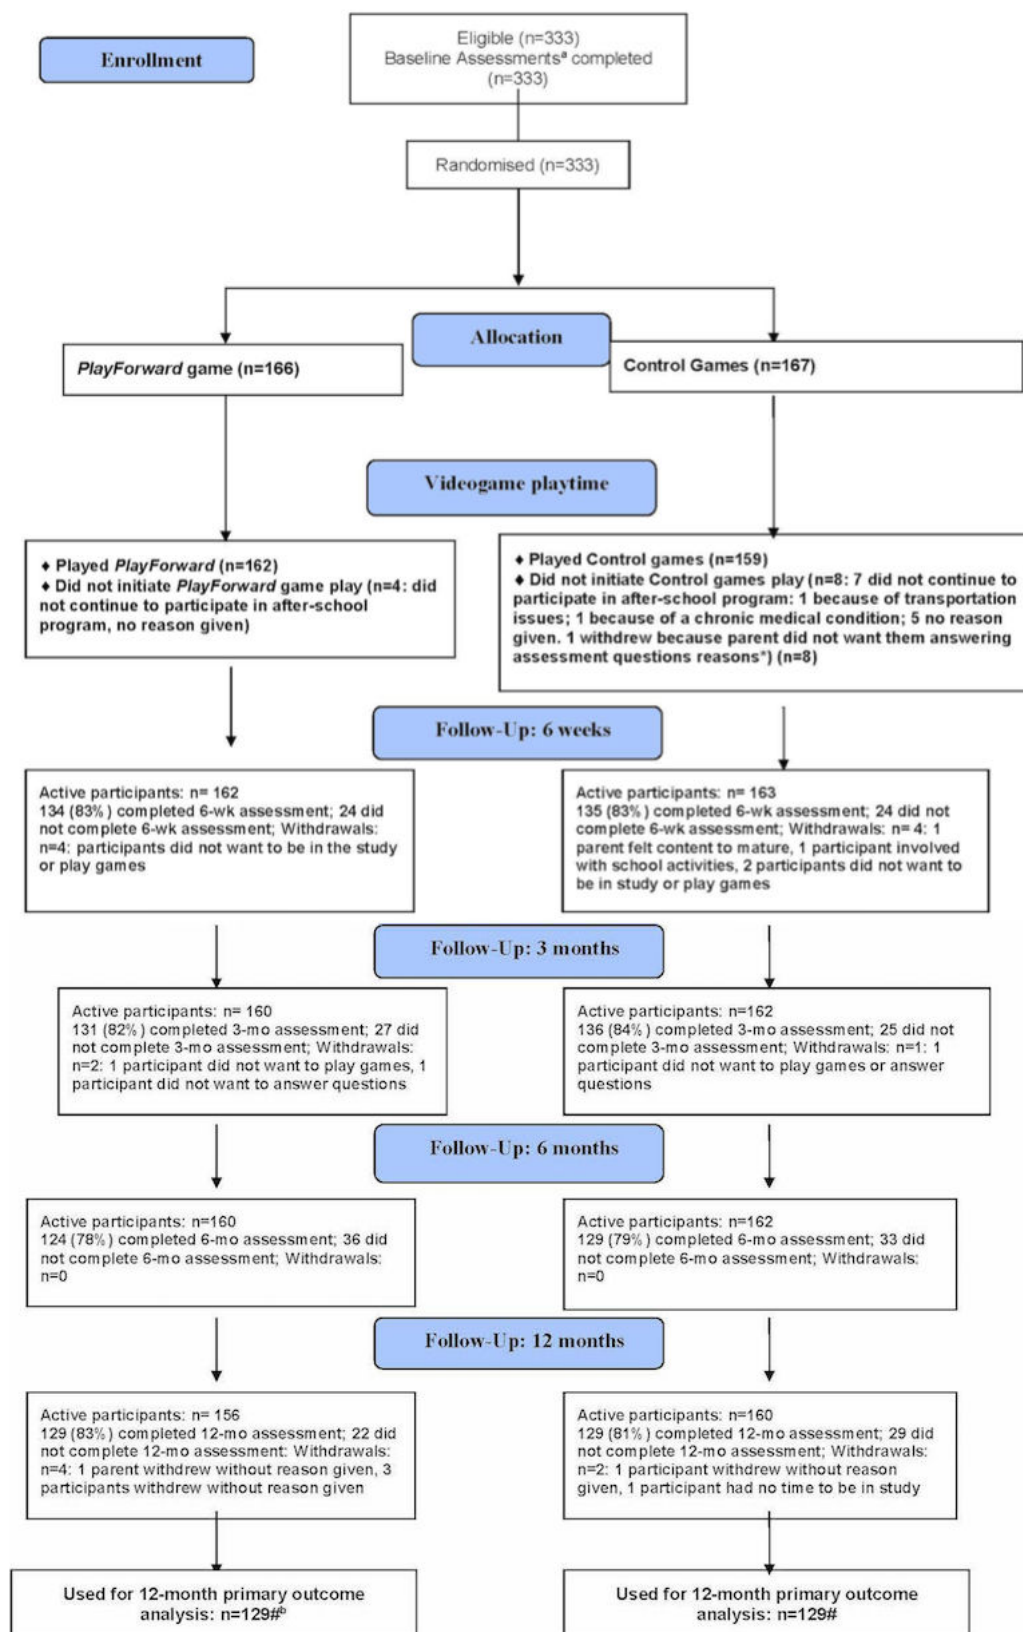 Enrollment
Eligible (n=333)
Baseline Assessmentsª completed
(n=333)
Randomised (n=333)
Allocation
PlayForward game (n=166)
Control Games (n=167)
Videogame playtime
♦ Played PlayForward (n=162)
♦ Did not initiate PlayForward game play (n=4: did
not continue to participate in after-school
program, no reason given)
♦ Played Control games (n=159)
♦ Did not initiate Control games play (n=8: 7 did not continue to
participate in after-school program: 1 because of transportation
issues; 1 because of a chronic medical condition; 5 no reason
given. 1 withdrew because parent did not want them answering
assessment questions reasons*) (n=8)
Follow-Up: 6 weeks
Active participants: n= 162
134 (83%) completed 6-wk assessment; 24 did
not complete 6-wk assessment; Withdrawals:
n=4: participants did not want to be in the study
or play games
Active participants: n= 163
135 (83%) completed 6-wk assessment; 24 did not
complete 6-wk assessment; Withdrawals: n= 4: 1
parent felt content to mature, 1 participant involved
with school activities, 2 participants did not want to
be in study or play games
Follow-Up: 3 months
Active participants: n= 160
131 (82%) completed 3-mo assessment; 27 did
not complete 3-mo assessment; Withdrawals:
n=2: 1 participant did not want to play games, 1
participant did not want to answer questions
Active participants: n=162
136 (84%) completed 3-mo assessment; 25 did not
complete 3-mo assessment; Withdrawals: n=1: 1
participant did not want to play games or answer
questions
Follow-Up: 6 months
Active participants: n=160
124 (78%) completed 6-mo assessment; 36 did
not complete 6-mo assessment; Withdrawals:
n=0
Active participants: n=162
129 (79%) completed 6-mo assessment; 33 did
not complete 6-mo assessment; Withdrawals:
n=0
Follow-Up: 12 months
Active participants: n= 156
129 (83%) completed 12-mo assessment; 22 did
not complete 12-mo assessment: Withdrawals:
n=4: 1 parent withdrew without reason given, 3
participants withdrew without reason given
Active participants: n=160
129 (81%) completed 12-mo assessment; 29 did
not complete 12-mo assessment; Withdrawals:
n=2: 1 participant withdrew without reason
given, 1 participant had no time to be in study
Used for 12-month primary outcome
analysis: n=129#ᵇ
Used for 12-month primary outcome
analysis: n=129#